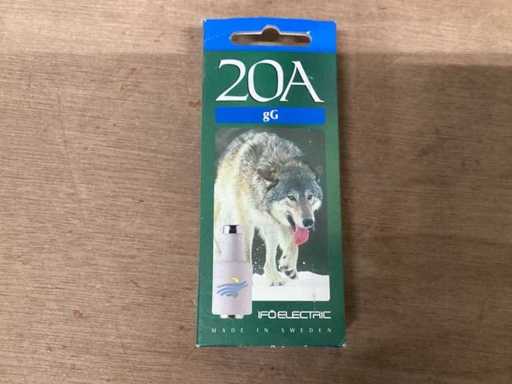 20A
gG
IFÖ ELECTRIC
MADE IN SWEDEN